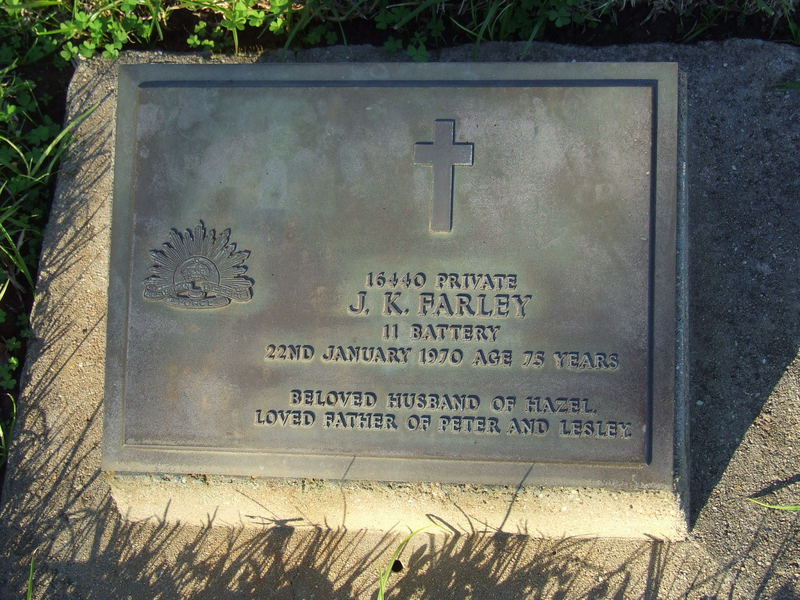 16440 PRIVATE
J. K. FARLEY
11 BATTERY
22ND JANUARY 1970 AGE 75 YEARS
BELOVED HUSBAND OF HAZEL.
LOVED FATHER OF PETER AND LESLEY.